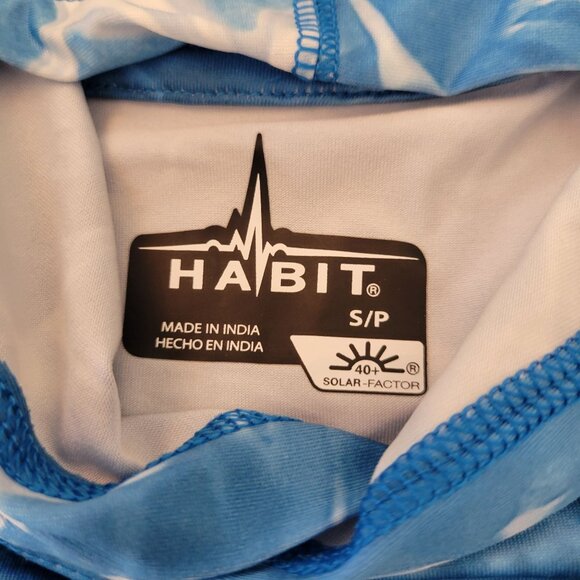 HABIT®
S/P
MADE IN INDIA
HECHO EN INDIA
40+ ®
SOLAR-FACTOR